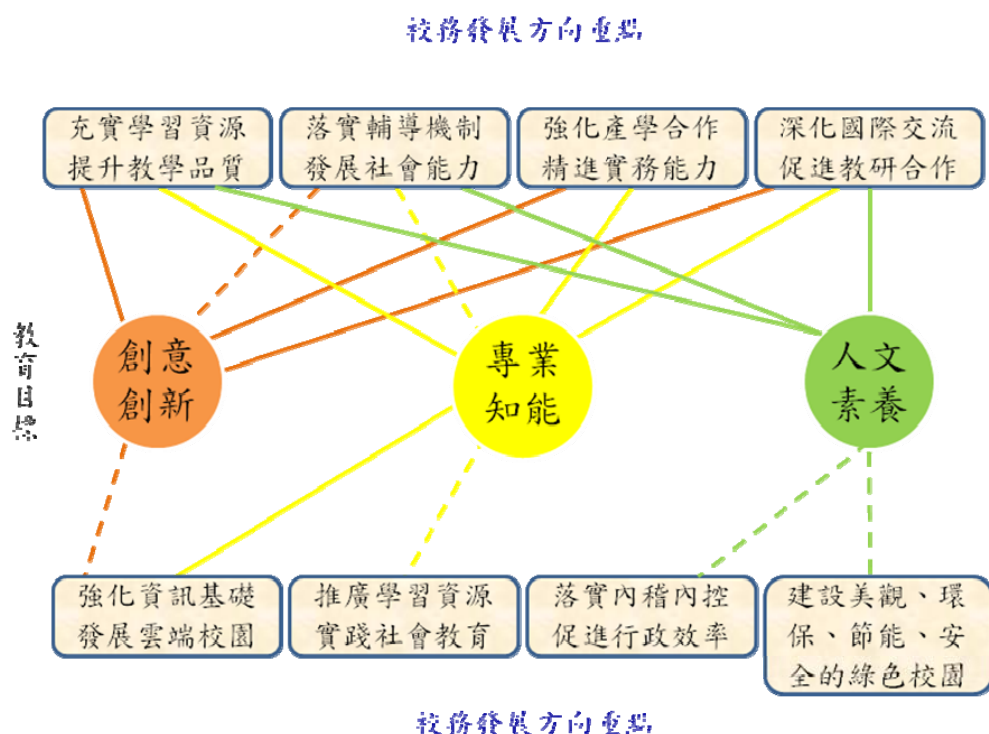 校務發展方向重點
充實學習資源
提升教學品質
落實輔導機制
發展社會能力
強化產學合作
精進實務能力
深化國際交流
促進教研合作
教育目標
創意
創新
專業
知能
人文
素養
強化資訊基礎
發展雲端校園
推廣學習資源
實踐社會教育
落實內稽內控
促進行政效率
建設美觀、環
保、節能、安
全的綠色校園
校務發展方向重點